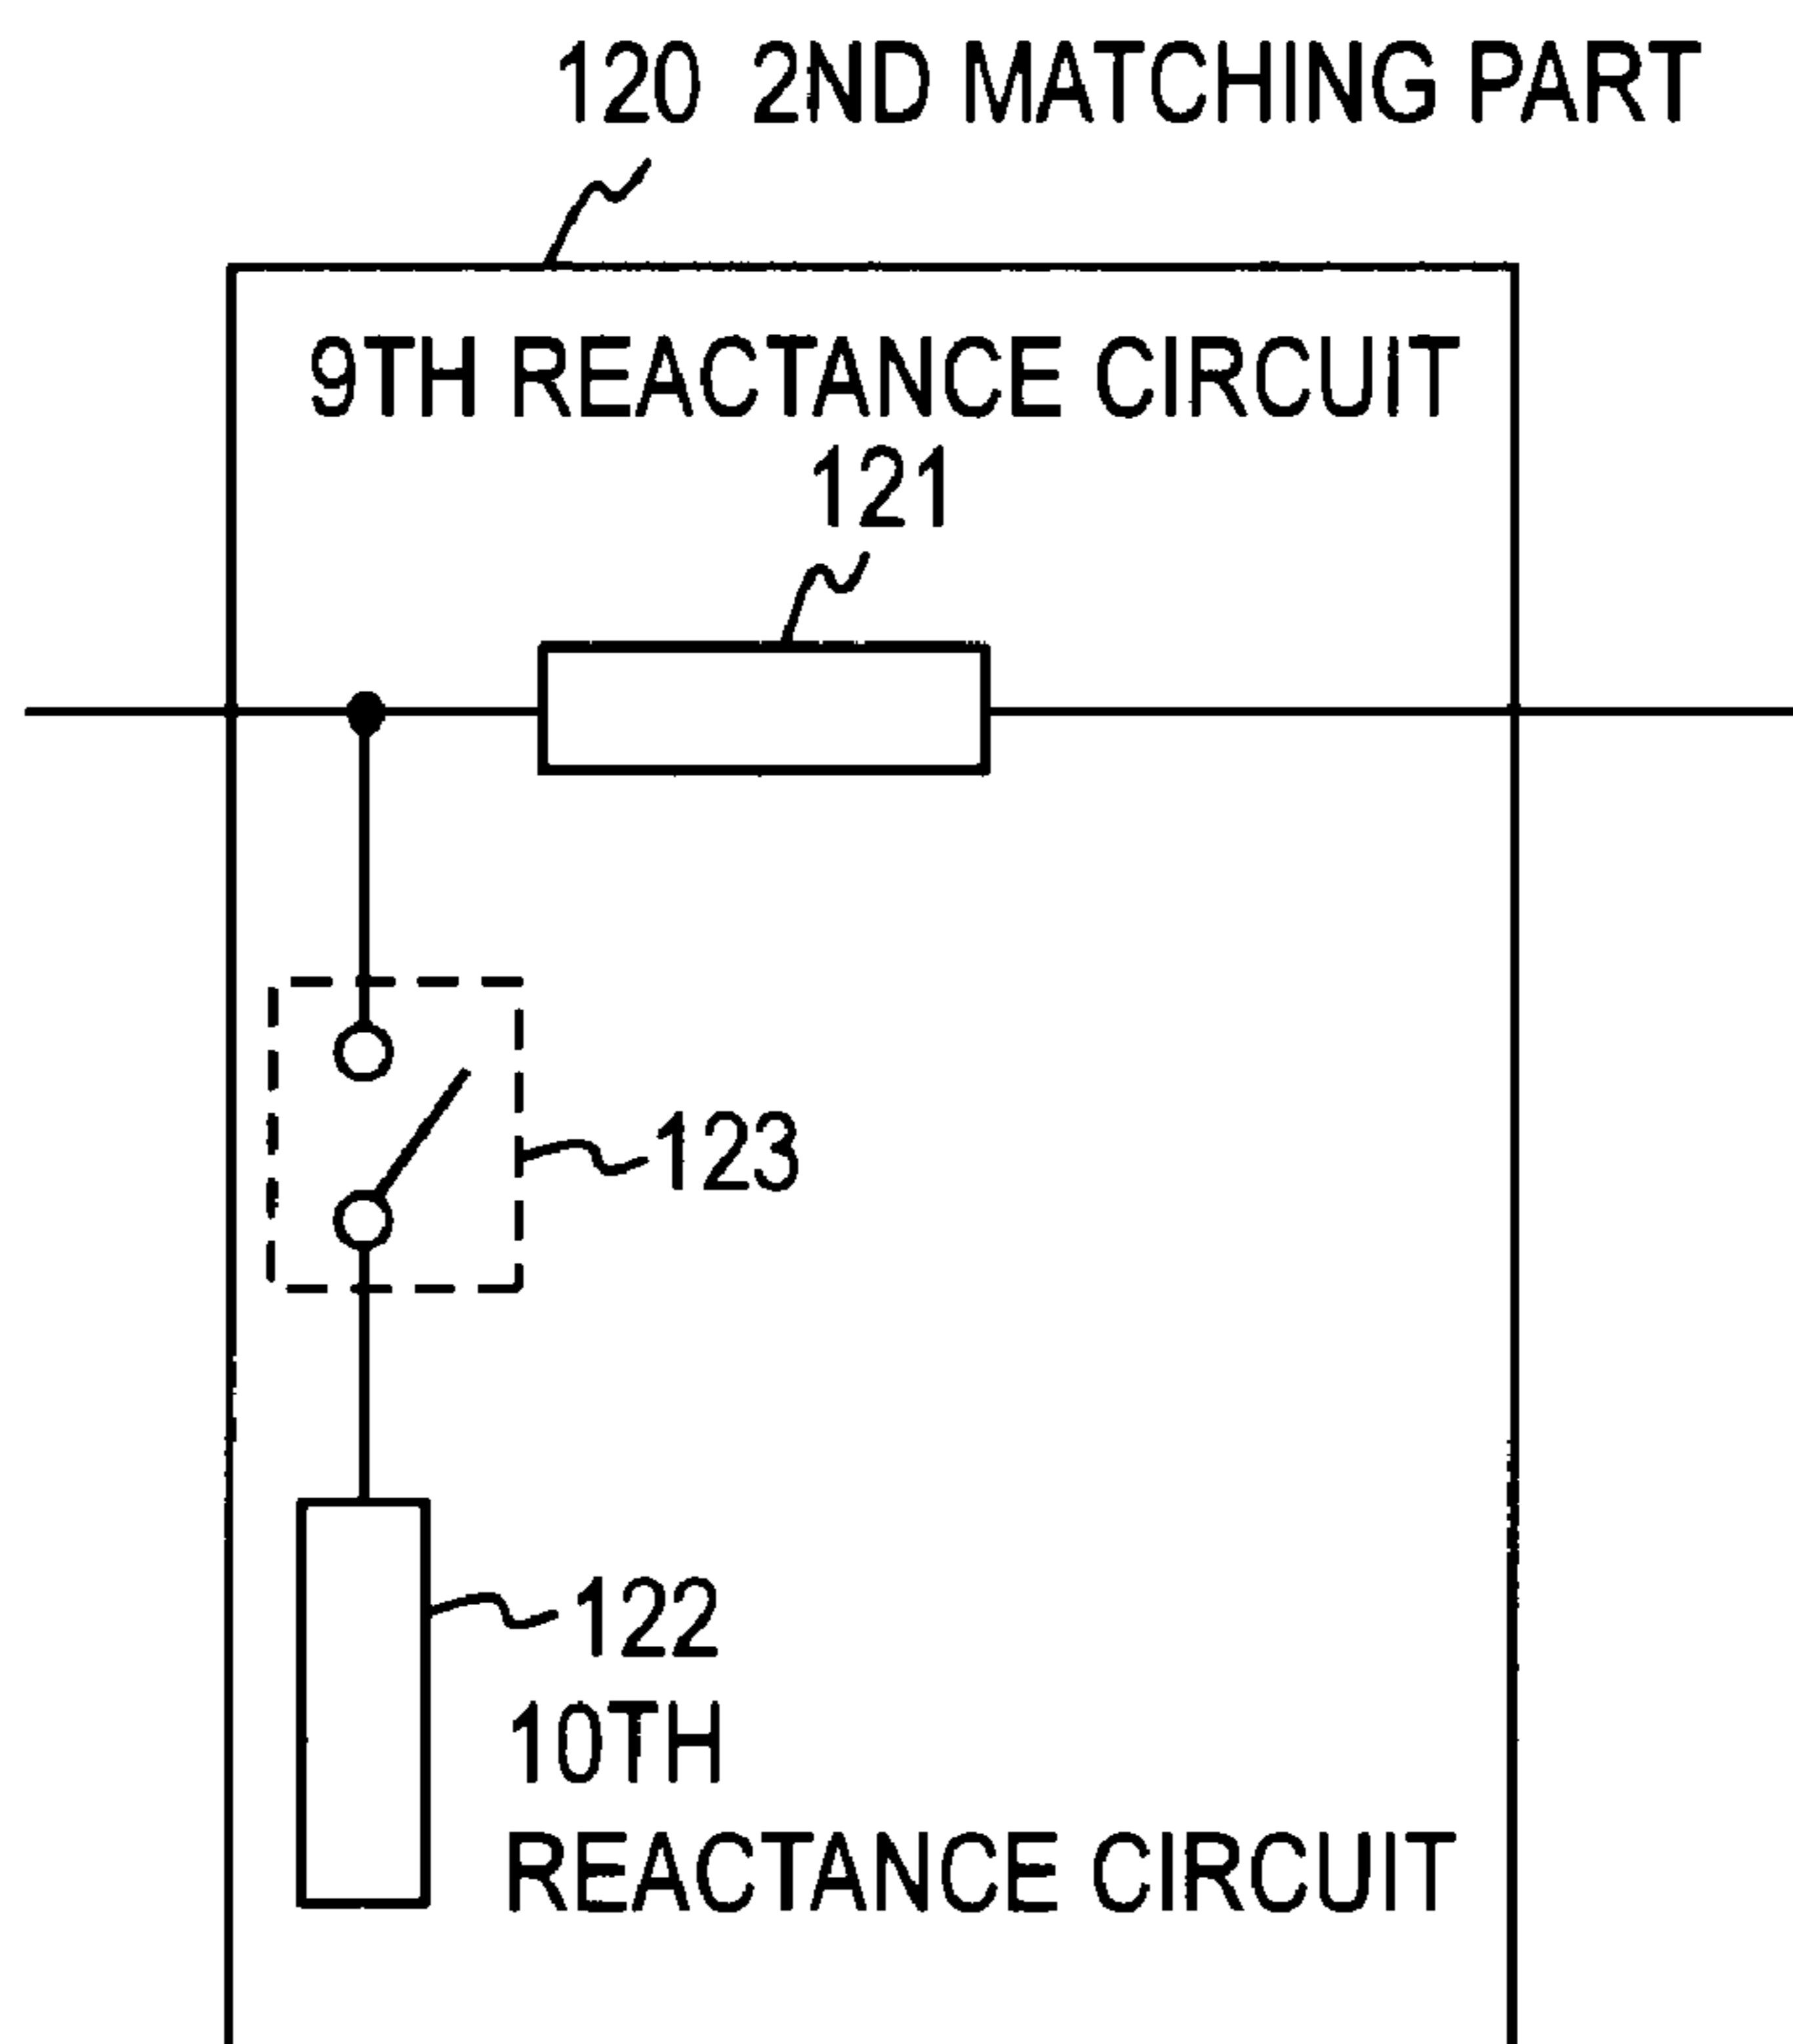 120 2ND MATCHING PART
9TH REACTANCE CIRCUIT
121
123
122
10TH
REACTANCE CIRCUIT